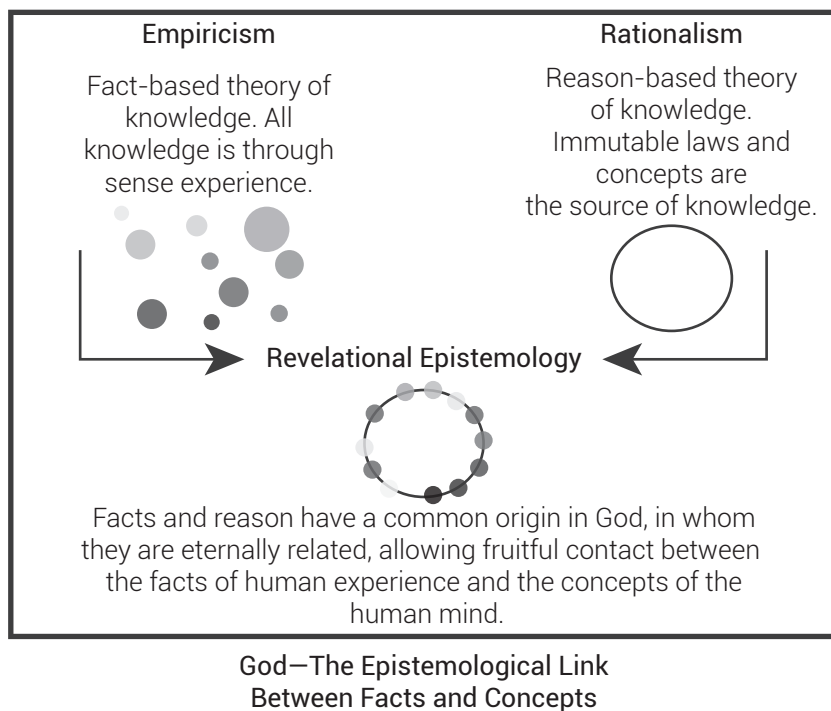 Empiricism
Fact-based theory of
knowledge. All
knowledge is through
sense experience.
Rationalism
Reason-based theory
of knowledge.
Immutable laws and
concepts are
the source of knowledge.
Revelational Epistemology
Facts and reason have a common origin in God, in whom
they are eternally related, allowing fruitful contact between
the facts of human experience and the concepts of the
human mind.
God—The Epistemological Link
Between Facts and Concepts